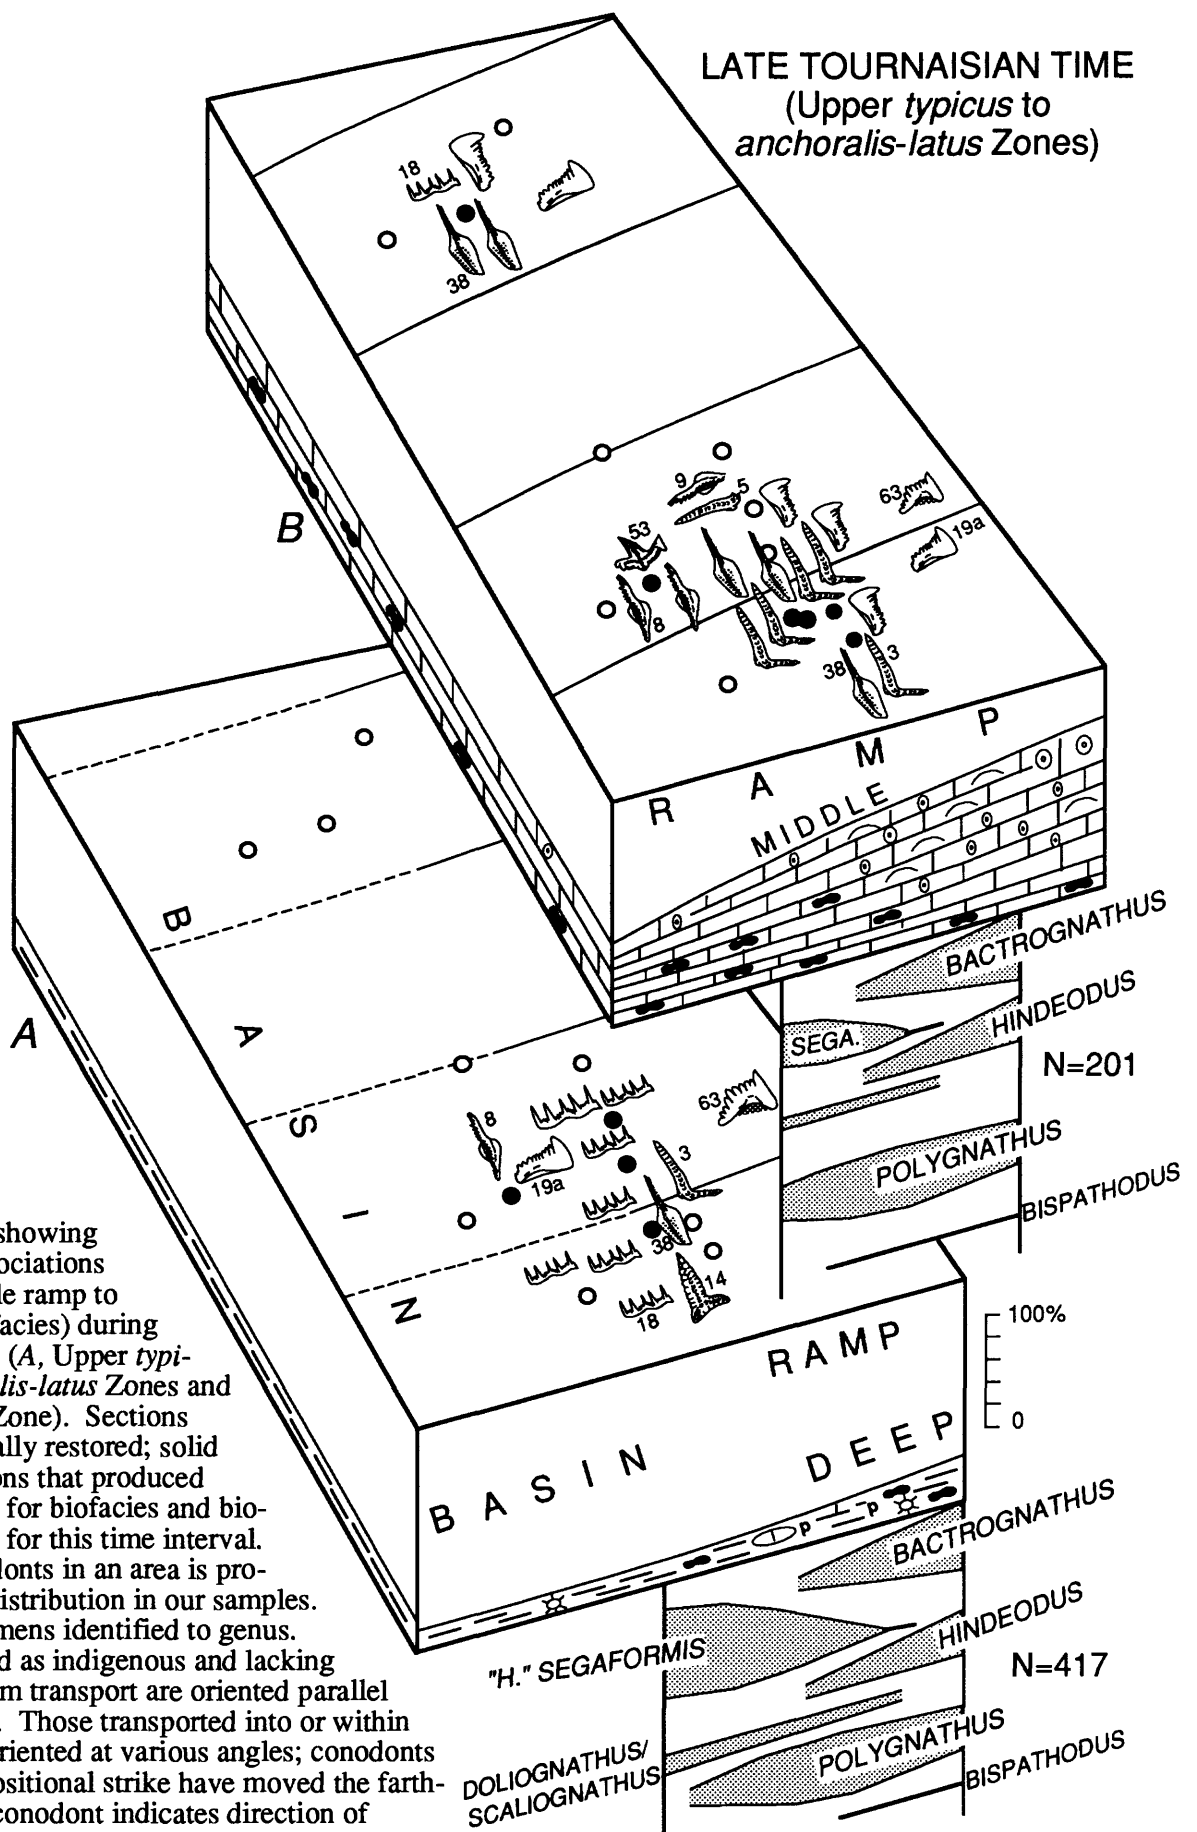 LATE TOURNAISIAN TIME
(Upper typicus to
anchoralis-latus Zones)
18
38
B
9
5
63
53
19a
8
38
3
R A M P
MIDDLE
BACTROGNATHUS
HINDEODUS
SEGA.
N=201
POLYGNATHUS
BISPATHODUS
A
B A S I N
8
63
19a
3
38
14
18
RAMP
100%
0
BASIN
DEEP
BACTROGNATHUS
p
p
"H." SEGAFORMIS
HINDEODUS
N=417
POLYGNATHUS
DOLIOGNATHUS/
SCALIOGNATHUS
BISPATHODUS
showing
ociations
le ramp to
facies) during
(A, Upper typi-
lis-latus Zones and
Zone). Sections
ally restored; solid
ons that produced
for biofacies and bio-
for this time interval.
lonts in an area is pro-
distribution in our samples.
mens identified to genus.
d as indigenous and lacking
m transport are oriented parallel
. Those transported into or within
riented at various angles; conodonts
ositional strike have moved the farth-
conodont indicates direction of